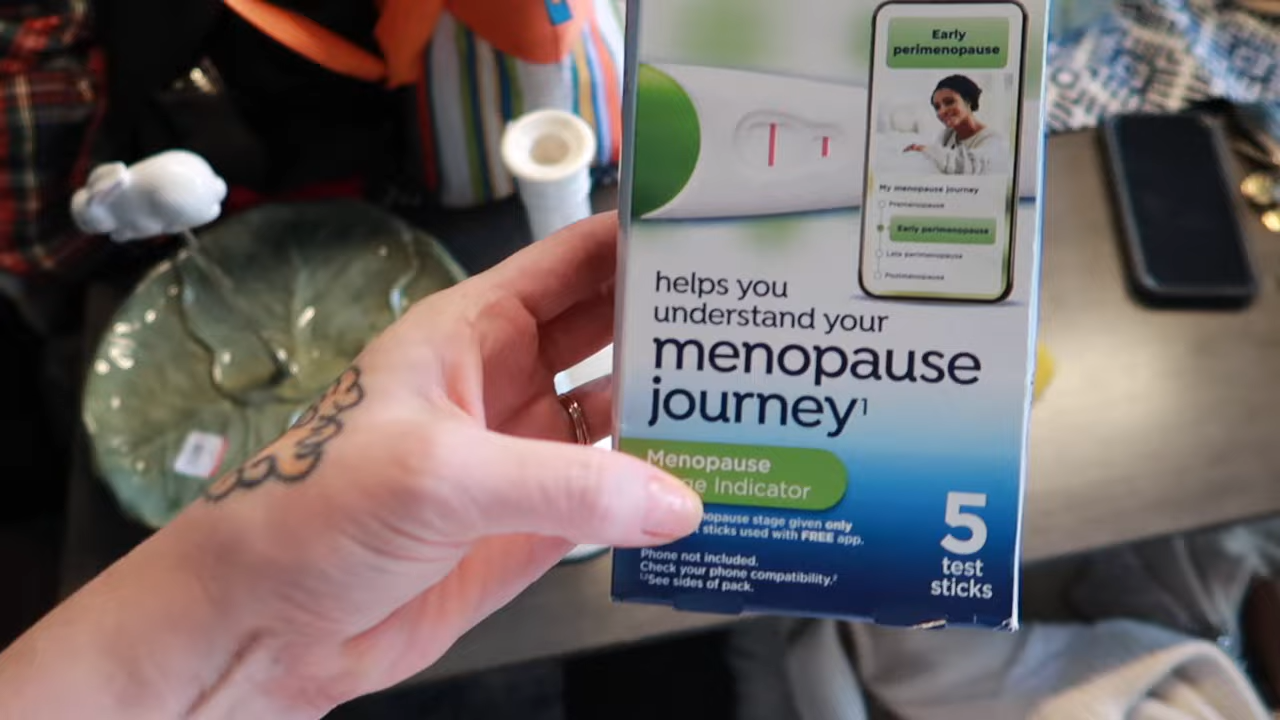 Early
perimenopause
My menopause journey
Premenopause
Early perimenopause
Late perimenopause
Postmenopause
helps you
understand your
menopause
journey¹
Menopause
ge Indicator
nopause stage given only
sticks used with FREE app.
Phone not included.
Check your phone compatibility.²
¹,²See sides of pack.
5
test
sticks